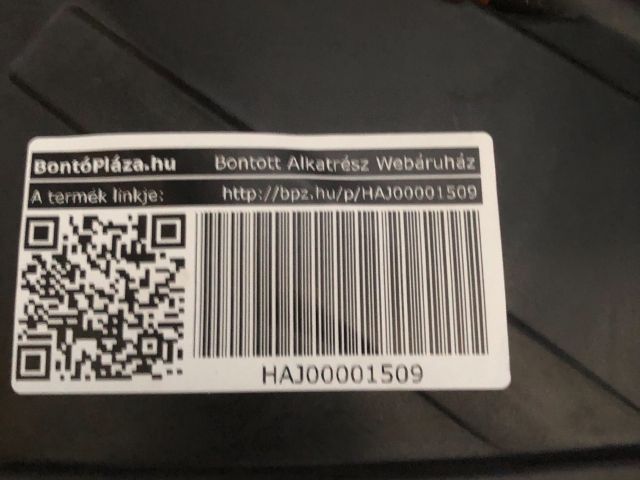 BontóPláza.hu Bontott Alkatrész Webáruház
A termék linkje: http://bpz.hu/p/HAJ00001509
HAJ00001509